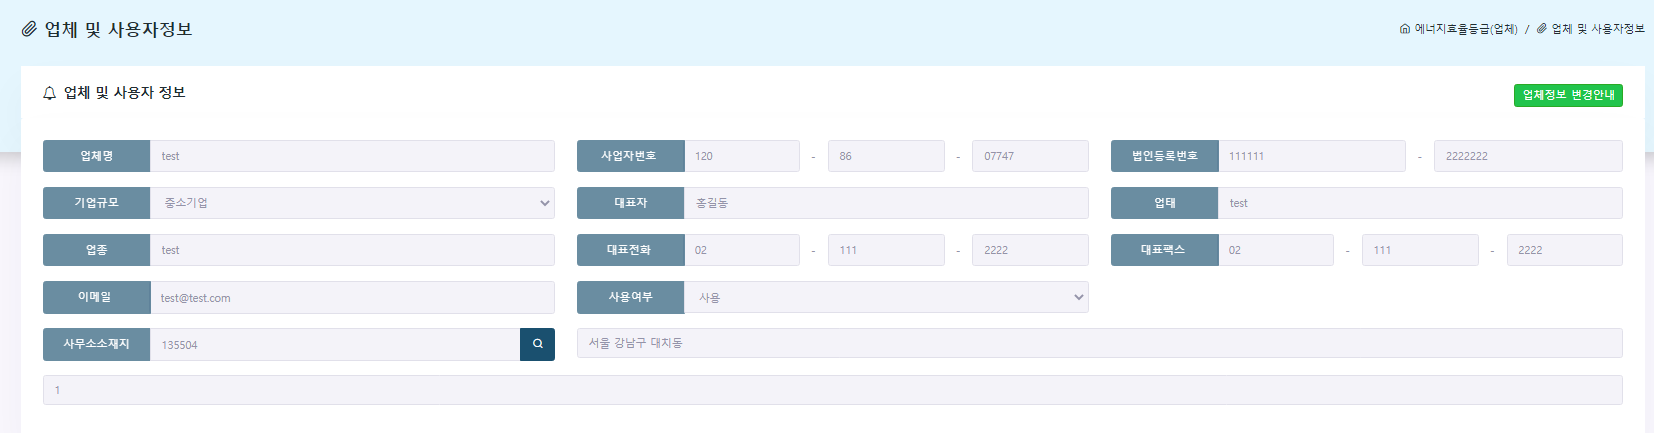 업체 및 사용자정보
에너지효율등급(업체) / 업체 및 사용자정보
업체 및 사용자 정보
업체정보 변경안내
업체명 test 사업자번호 120 - 86 - 07747 법인등록번호 111111 - 2222222
기업규모 중소기업 대표자 홍길동 업태 test
업종 test 대표전화 02 - 111 - 2222 대표팩스 02 - 111 - 2222
이메일 test@test.com 사용여부 사용
사무소소재지 135504 서울 강남구 대치동
1